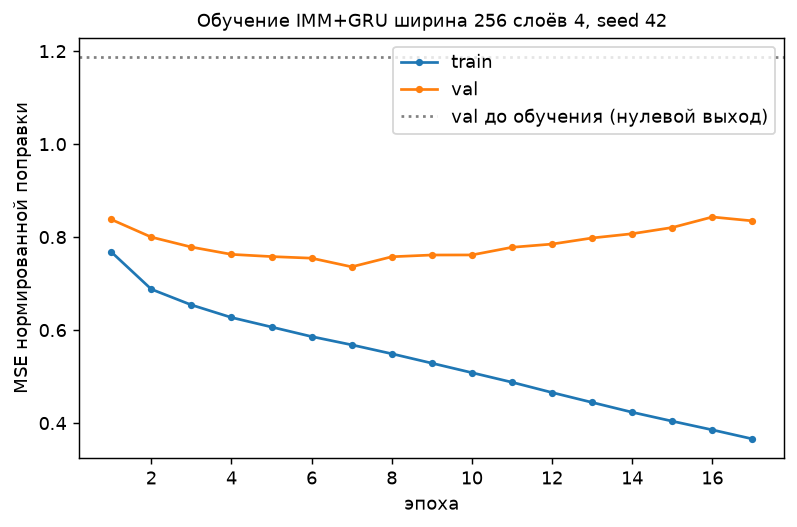 Обучение IMM+GRU ширина 256 слоёв 4, seed 42
MSE нормированной поправки
1.2
1.0
0.8
0.6
0.4
train
val
val до обучения (нулевой выход)
2 4 6 8 10 12 14 16
эпоха